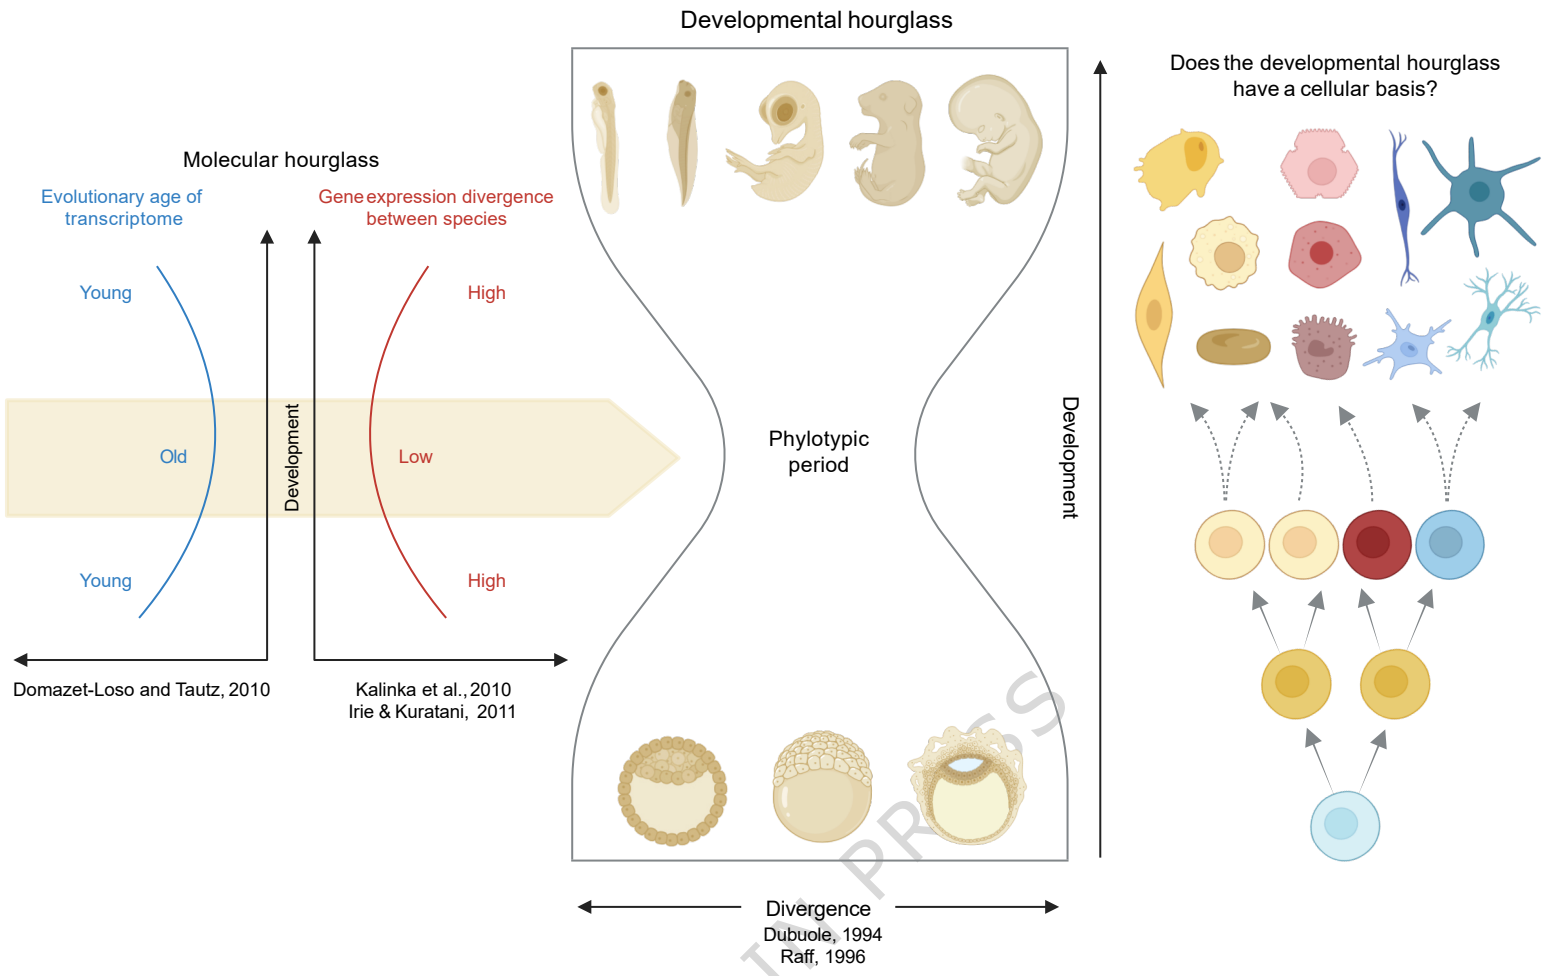 Developmental hourglass
Molecular hourglass
Evolutionary age of
transcriptome
Gene expression divergence
between species
Young
Old
Young
High
Low
High
Development
Domazet-Loso and Tautz, 2010
Kalinka et al., 2010
Irie & Kuratani, 2011
Phylotypic
period
Divergence
Dubuole, 1994
Raff, 1996
Development
Does the developmental hourglass
have a cellular basis?
IN PRESS